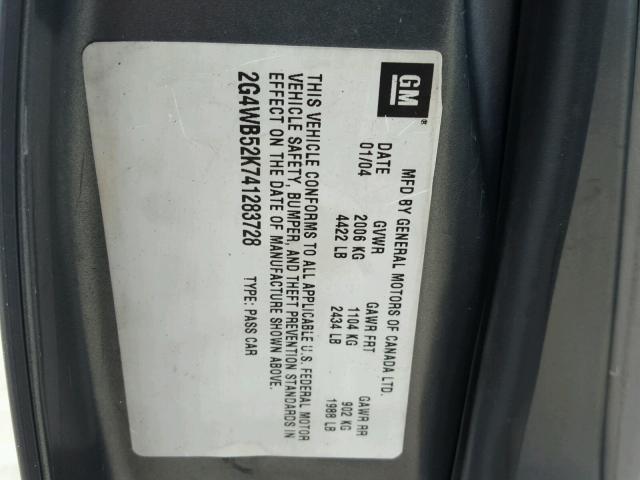 GM
MFD BY GENERAL MOTORS OF CANADA LTD.
DATE GVWR GAWR FRT GAWR RR
01/04 2006 KG 1104 KG 902 KG
4422 LB 2434 LB 1988 LB
THIS VEHICLE CONFORMS TO ALL APPLICABLE U.S. FEDERAL MOTOR
VEHICLE SAFETY, BUMPER, AND THEFT PREVENTION STANDARDS IN
EFFECT ON THE DATE OF MANUFACTURE SHOWN ABOVE.
2G4WB52K741283728 TYPE: PASS CAR